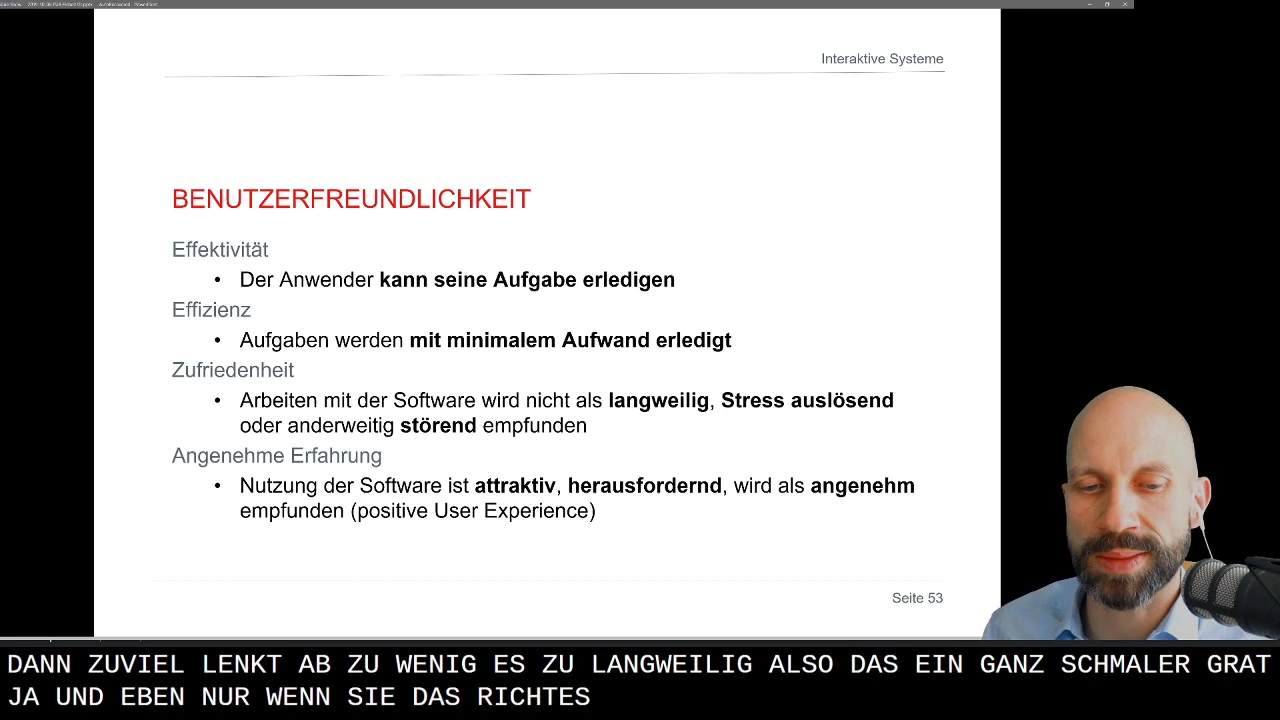 Interaktive Systeme
BENUTZERFREUNDLICHKEIT
Effektivität
• Der Anwender kann seine Aufgabe erledigen
Effizienz
• Aufgaben werden mit minimalem Aufwand erledigt
Zufriedenheit
• Arbeiten mit der Software wird nicht als langweilig, Stress auslösend
oder anderweitig störend empfunden
Angenehme Erfahrung
• Nutzung der Software ist attraktiv, herausfordernd, wird als angenehm
empfunden (positive User Experience)
Seite 53
DANN ZUVIEL LENKT AB ZU WENIG ES ZU LANGWEILIG ALSO DAS EIN GANZ SCHMALER GRAT
JA UND EBEN NUR WENN SIE DAS RICHTES